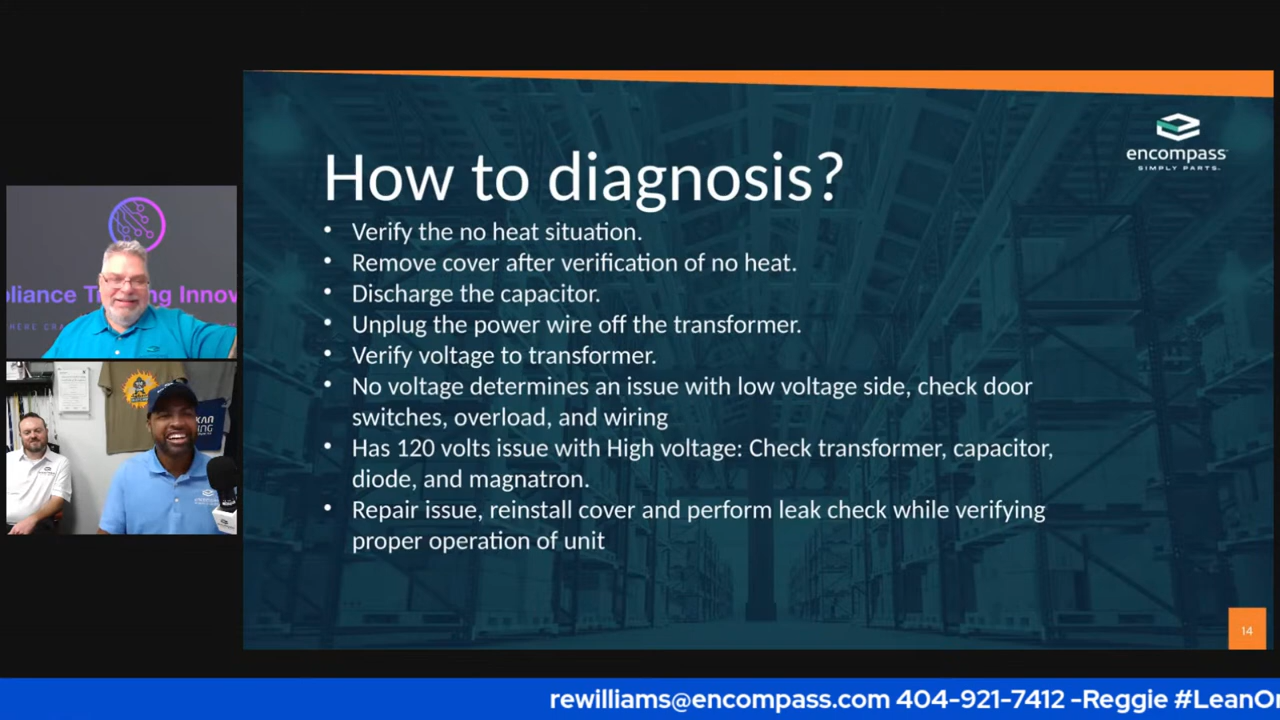 encompass
SIMPLY PARTS.
How to diagnosis?
• Verify the no heat situation.
• Remove cover after verification of no heat.
• Discharge the capacitor.
• Unplug the power wire off the transformer.
• Verify voltage to transformer.
• No voltage determines an issue with low voltage side, check door
switches, overload, and wiring
• Has 120 volts issue with High voltage: Check transformer, capacitor,
diode, and magnatron.
• Repair issue, reinstall cover and perform leak check while verifying
proper operation of unit
14
pliance T ng Innov
rewilliams@encompass.com 404-921-7412 -Reggie #LeanO